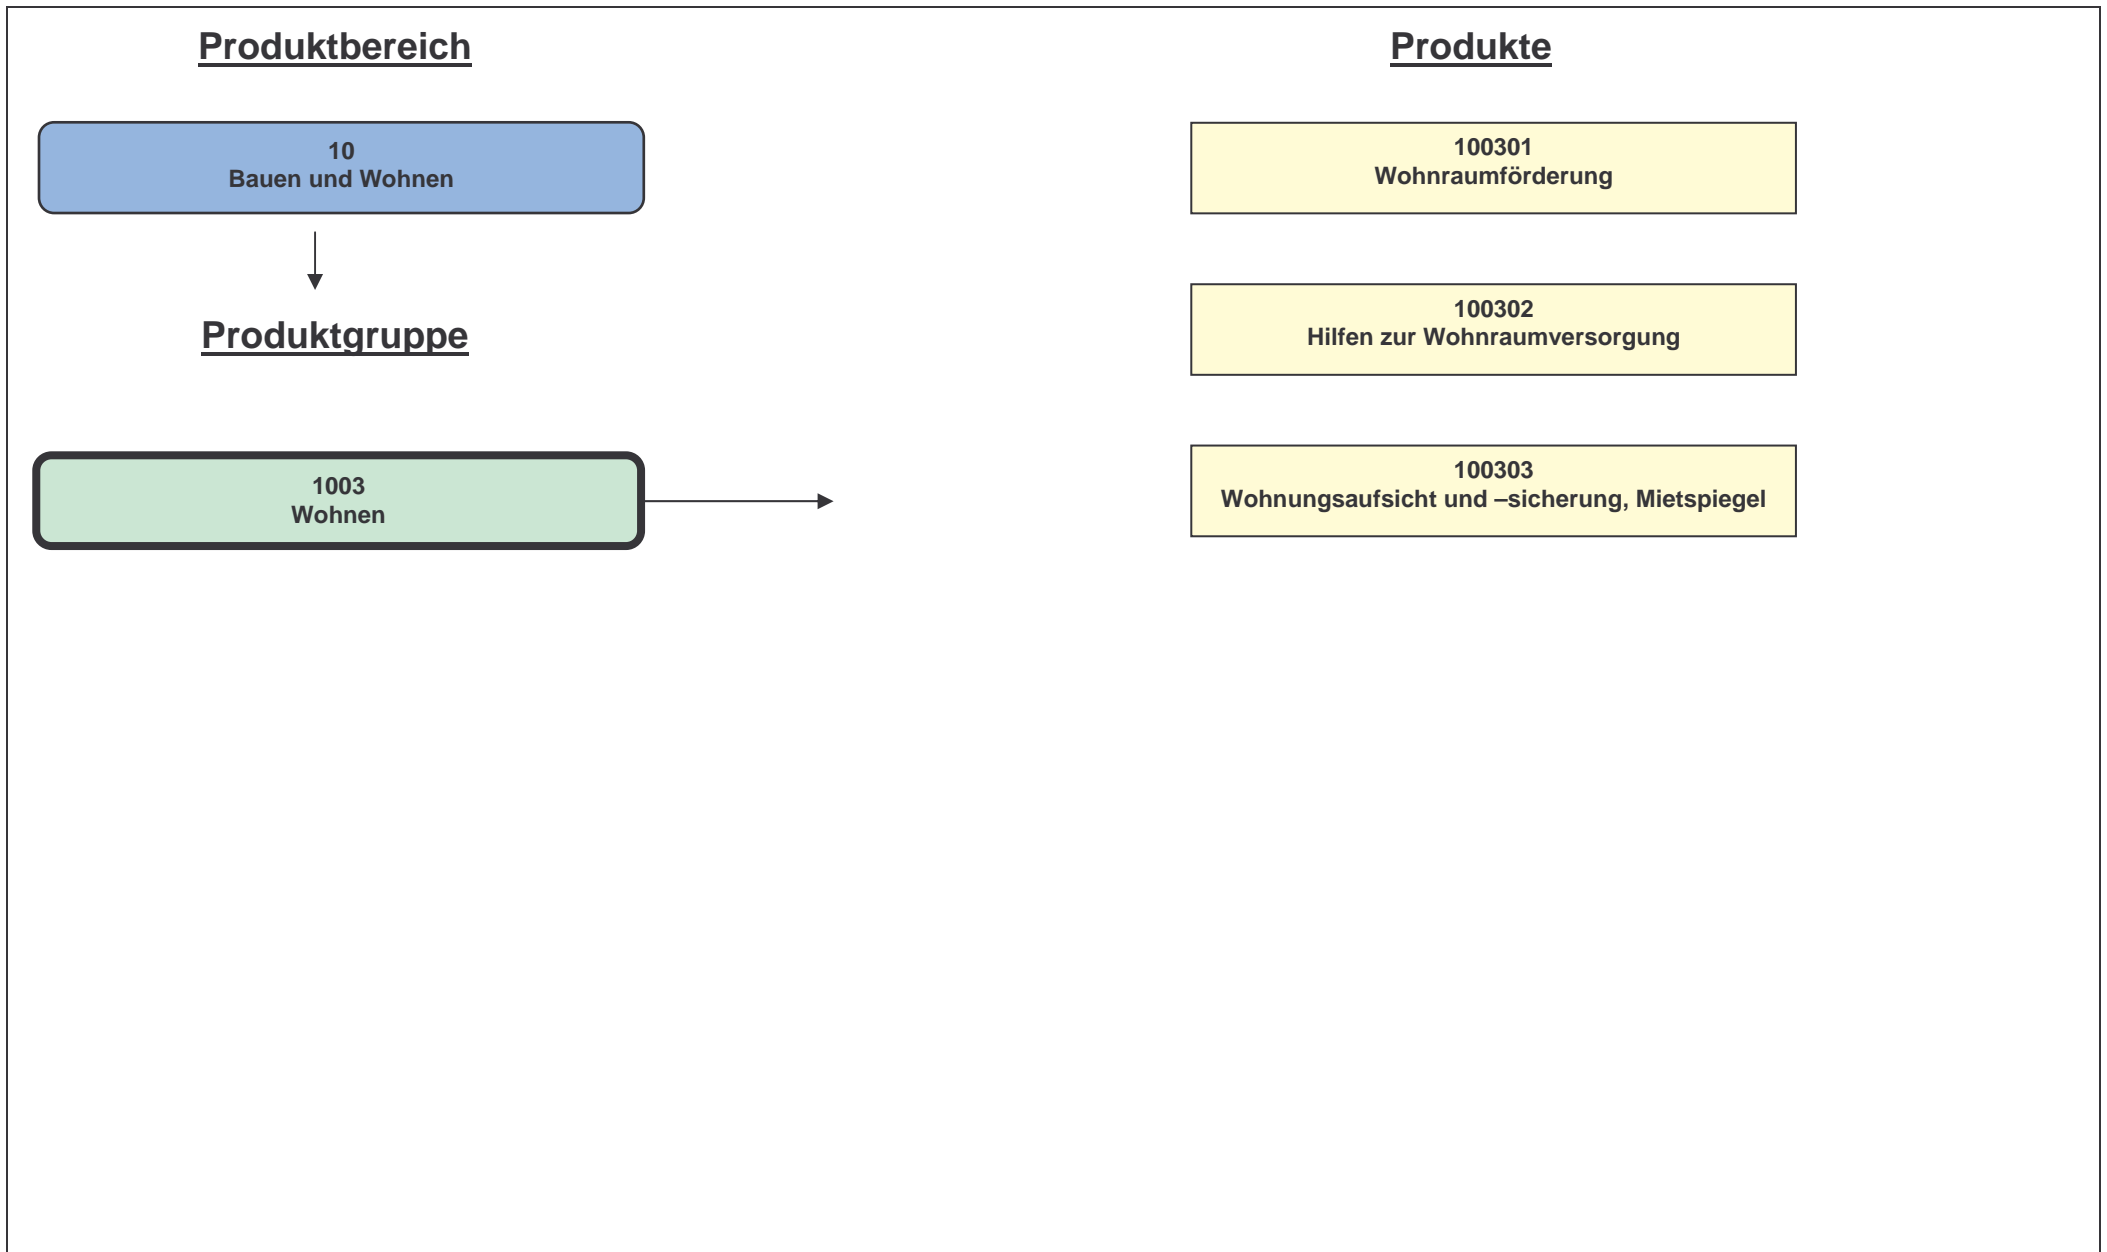 Produktbereich
10
Bauen und Wohnen
Produktgruppe
1003
Wohnen
Produkte
100301
Wohnraumförderung
100302
Hilfen zur Wohnraumversorgung
100303
Wohnungsaufsicht und –sicherung, Mietspiegel